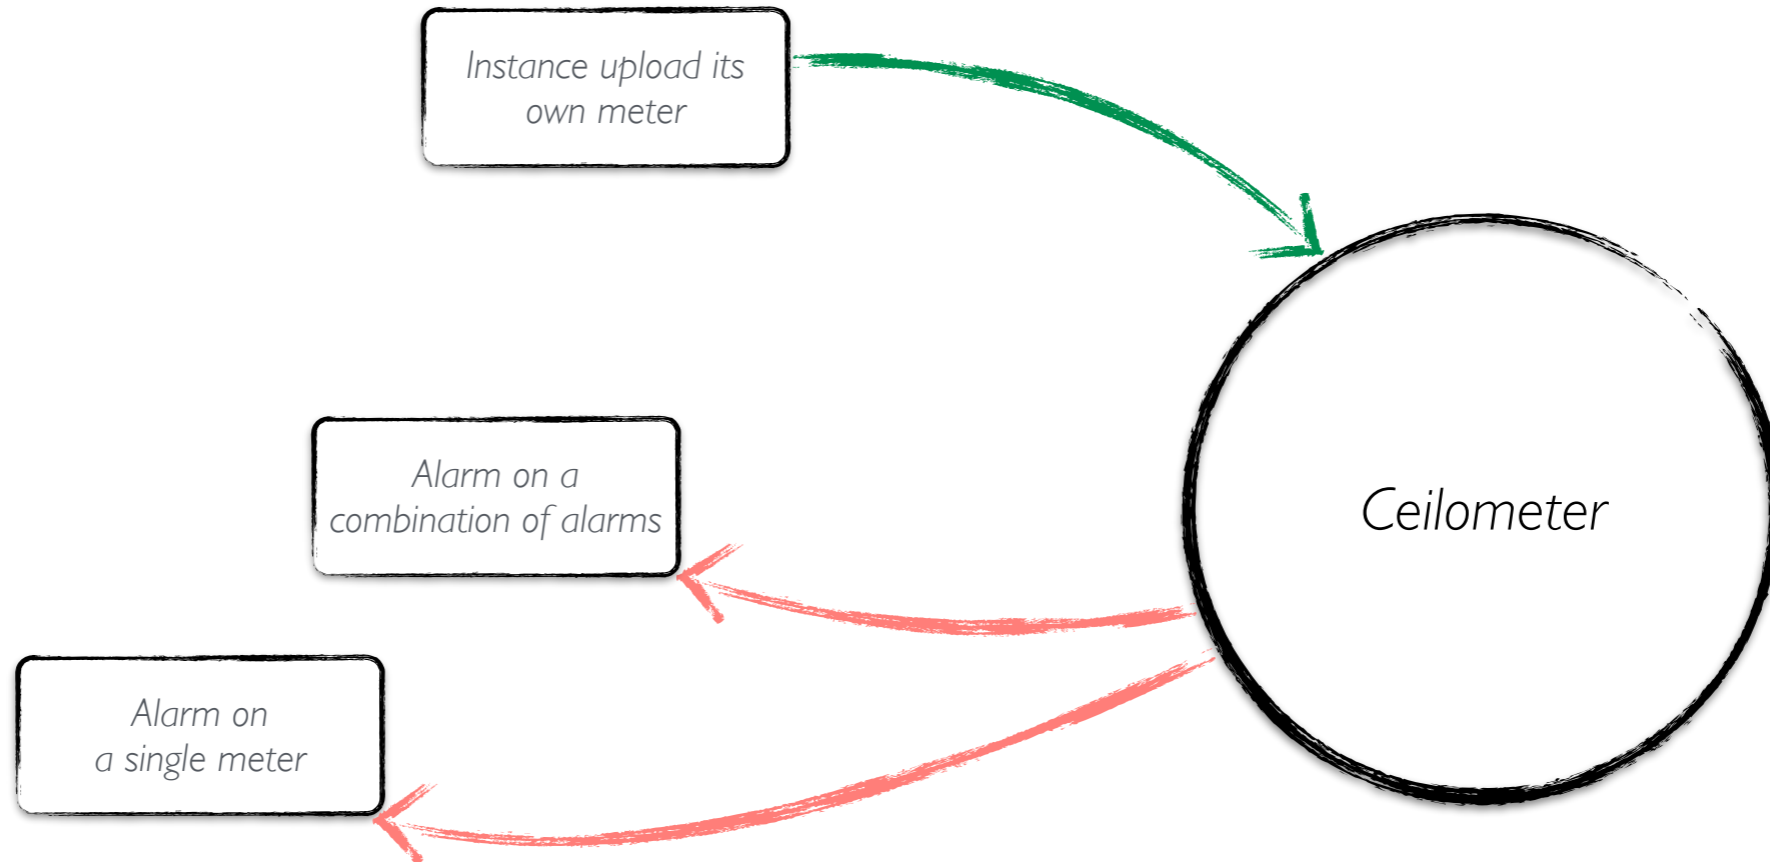 Instance upload its
own meter
Alarm on a
combination of alarms
Ceilometer
Alarm on
a single meter